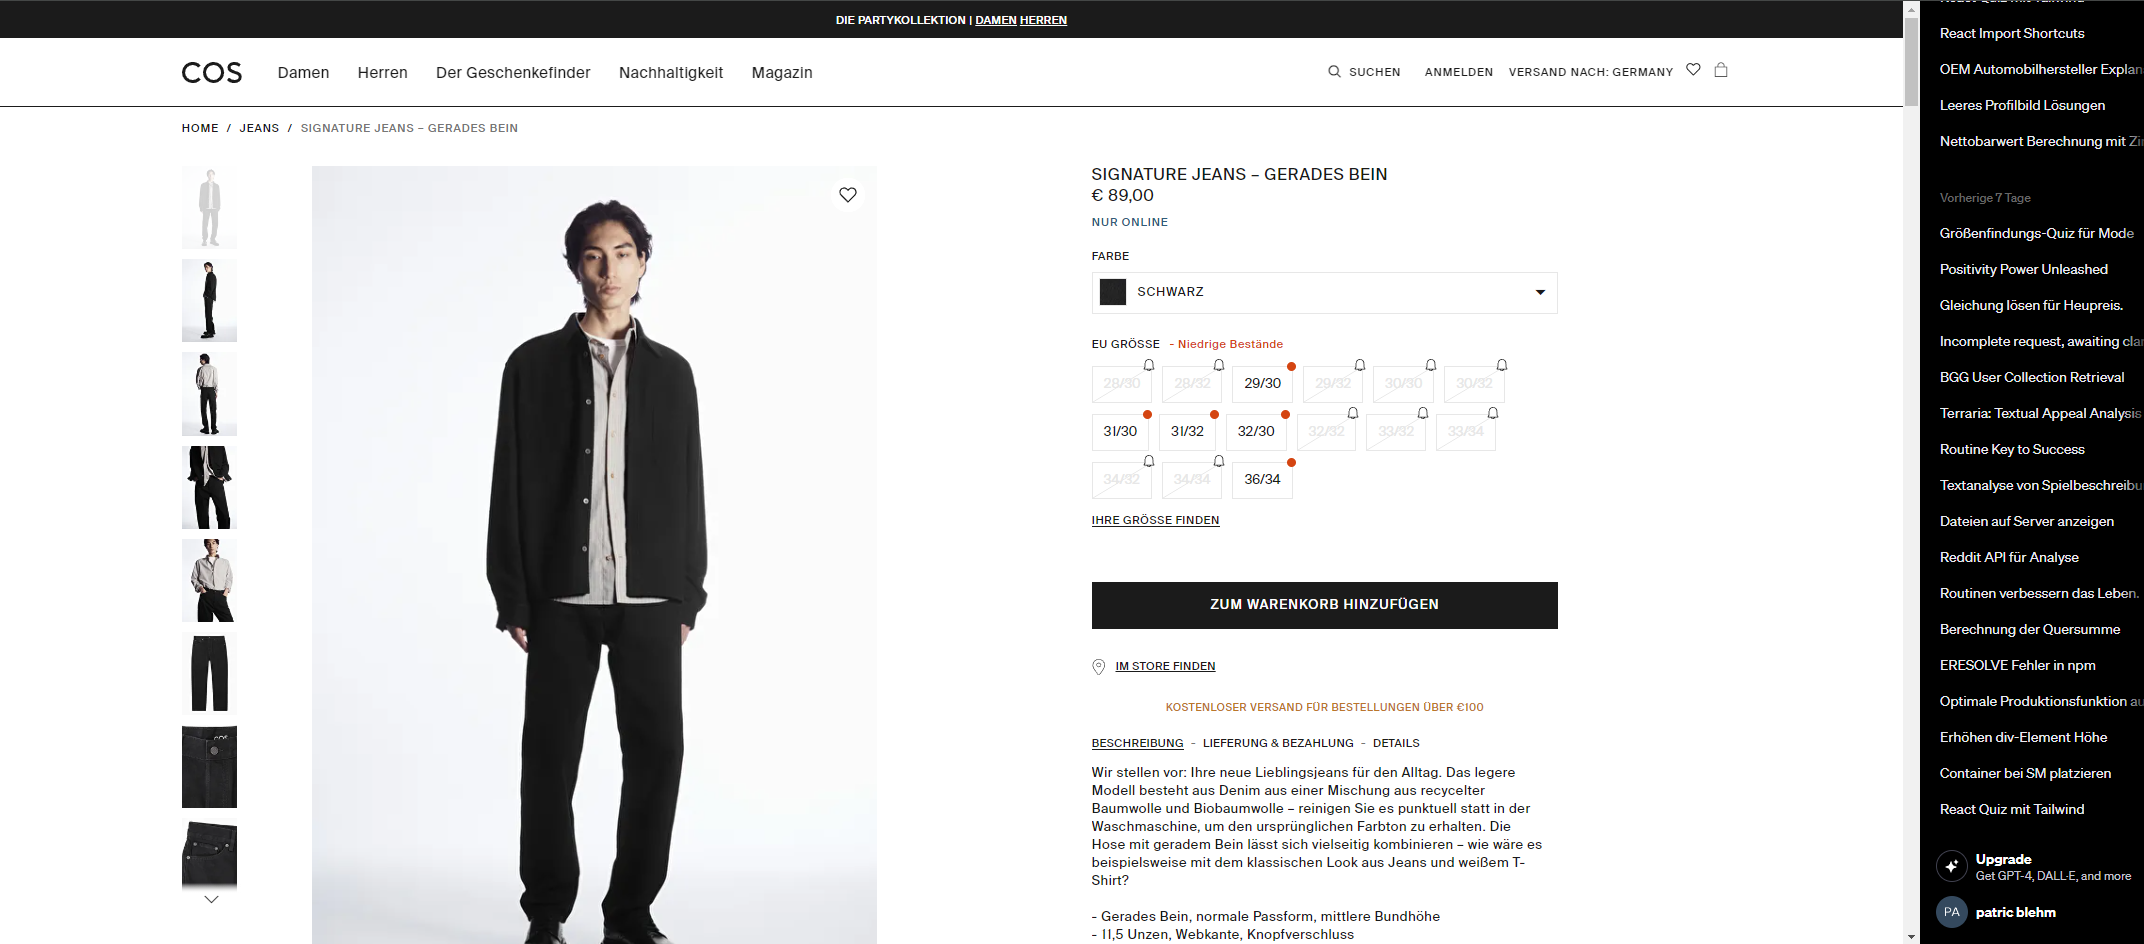 DIE PARTYKOLLEKTION | DAMEN HERREN
COS Damen Herren Der Geschenkefinder Nachhaltigkeit Magazin
SUCHEN ANMELDEN VERSAND NACH: GERMANY
HOME / JEANS / SIGNATURE JEANS – GERADES BEIN
SIGNATURE JEANS – GERADES BEIN
€ 89,00
NUR ONLINE
FARBE
SCHWARZ
EU GRÖSSE - Niedrige Bestände
28/30 28/32 29/30 29/32 30/30 30/32
31/30 31/32 32/30 32/32 33/32 33/34
34/32 34/34 36/34
IHRE GRÖSSE FINDEN
ZUM WARENKORB HINZUFÜGEN
IM STORE FINDEN
KOSTENLOSER VERSAND FÜR BESTELLUNGEN ÜBER €100
BESCHREIBUNG - LIEFERUNG & BEZAHLUNG - DETAILS
Wir stellen vor: Ihre neue Lieblingsjeans für den Alltag. Das legere
Modell besteht aus Denim aus einer Mischung aus recycelter
Baumwolle und Biobaumwolle – reinigen Sie es punktuell statt in der
Waschmaschine, um den ursprünglichen Farbton zu erhalten. Die
Hose mit geradem Bein lässt sich vielseitig kombinieren – wie wäre es
beispielsweise mit dem klassischen Look aus Jeans und weißem T-
Shirt?
- Gerades Bein, normale Passform, mittlere Bundhöhe
- 11,5 Unzen, Webkante, Knopfverschluss
React Quiz mit Tailwind
React Import Shortcuts
OEM Automobilhersteller Explan
Leeres Profilbild Lösungen
Nettobarwert Berechnung mit Zi
Vorherige 7 Tage
Größenfindungs-Quiz für Mode
Positivity Power Unleashed
Gleichung lösen für Heupreis.
Incomplete request, awaiting cla
BGG User Collection Retrieval
Terraria: Textual Appeal Analysis
Routine Key to Success
Textanalyse von Spielbeschreibu
Dateien auf Server anzeigen
Reddit API für Analyse
Routinen verbessern das Leben.
Berechnung der Quersumme
ERESOLVE Fehler in npm
Optimale Produktionsfunktion au
Erhöhen div-Element Höhe
Container bei SM platzieren
React Quiz mit Tailwind
Upgrade
Get GPT-4, DALL·E, and more
PA patric blehm